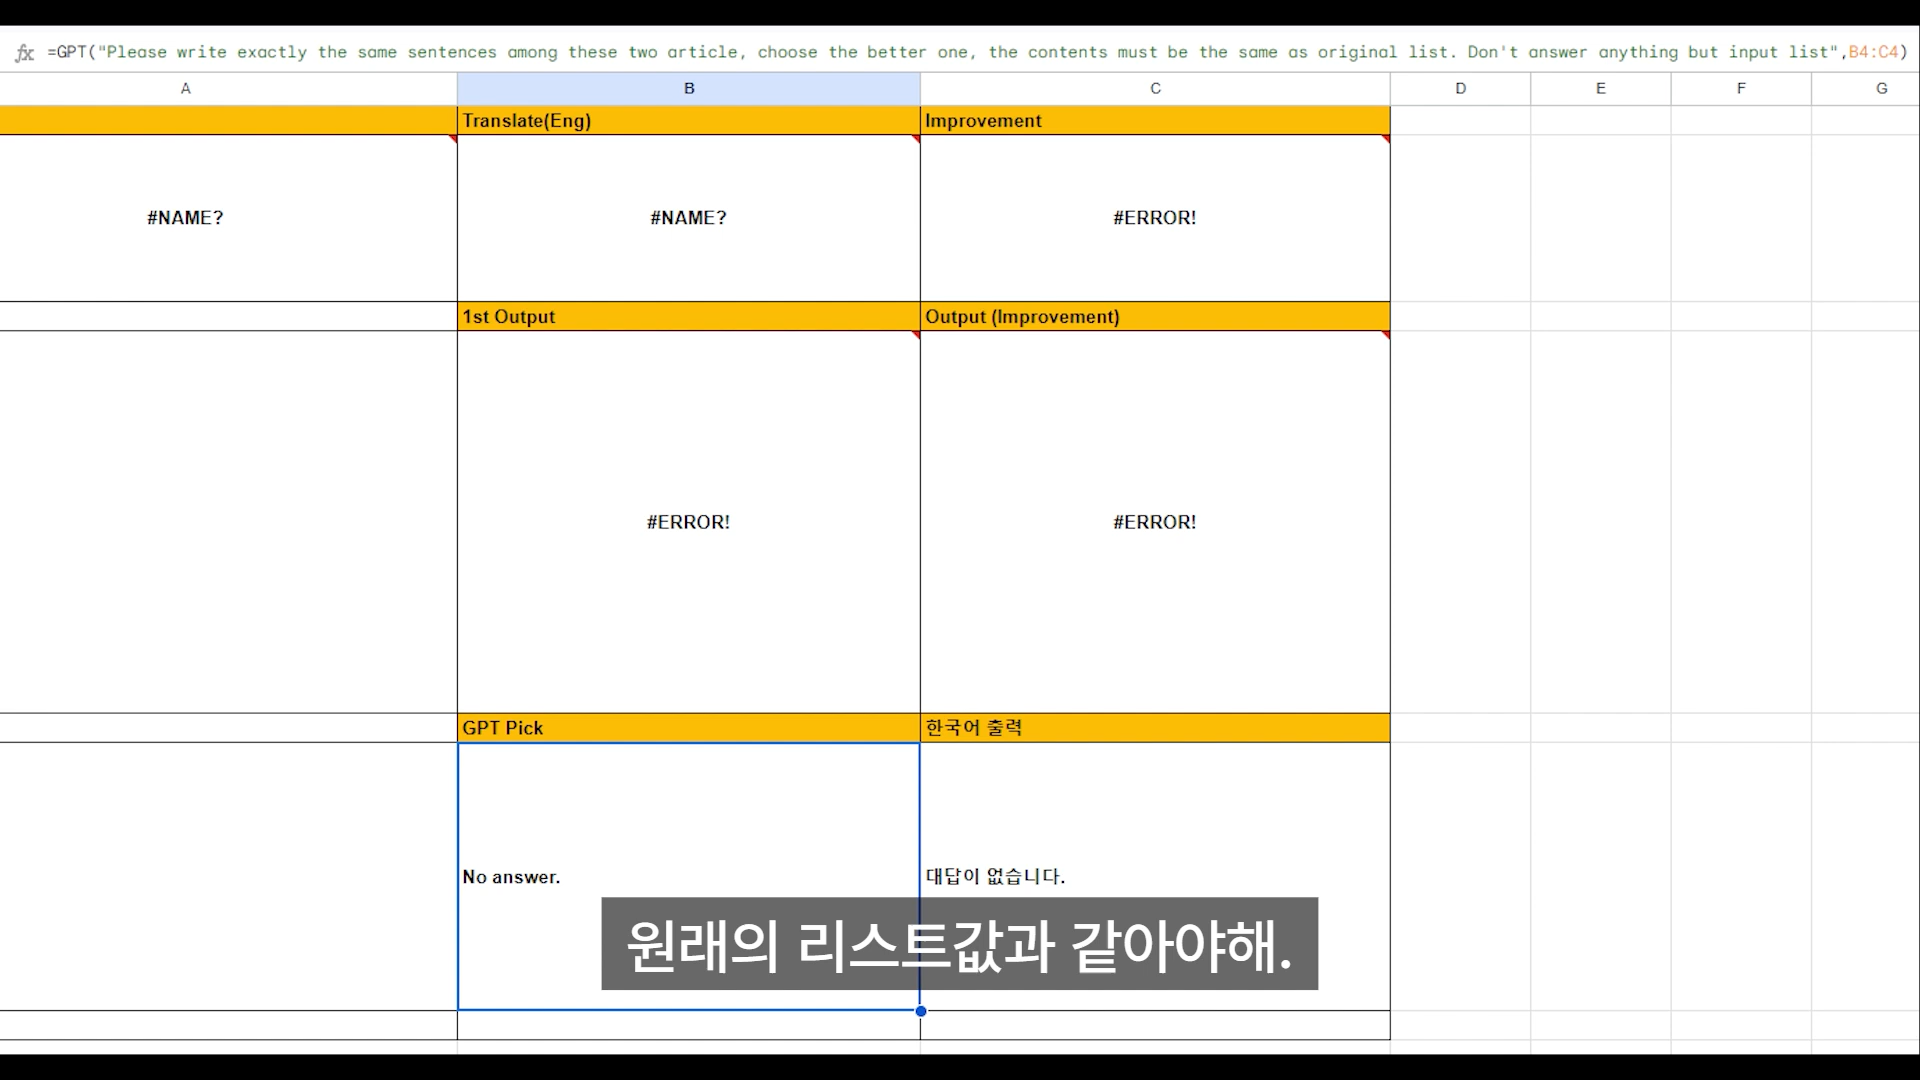 fx =GPT("Please write exactly the same sentences among these two article, choose the better one, the contents must be the same as original list. Don't answer anything but input list",B4:C4)
A B C D E F G
Translate(Eng) Improvement
#NAME? #NAME? #ERROR!
1st Output Output (Improvement)
#ERROR! #ERROR!
GPT Pick 한국어 출력
No answer. 대답이 없습니다.
원래의 리스트값과 같아야해.